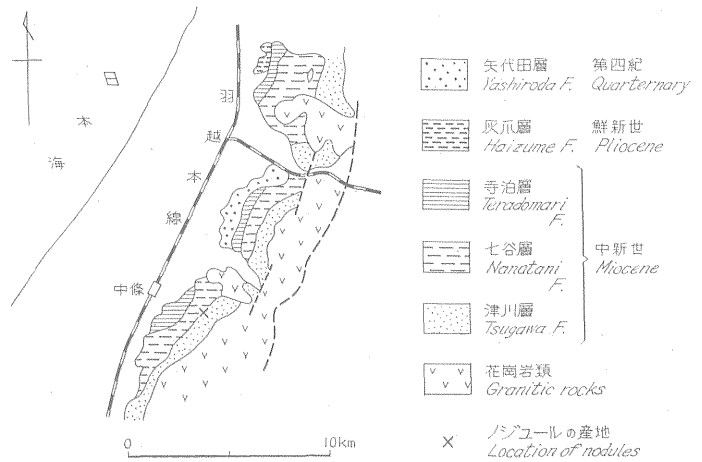 日
本
海
羽
越
本
線
中條
矢代田層 第四紀
Yashiroda F. Quarternary
灰爪層 鮮新世
Haizume F. Pliocene
寺泊層
Teradomari
F.
七谷層 中新世
Nanatani Miocene
F.
津川層
Tsugawa F.
花崗岩類
Granitic rocks
ノジュールの産地
Location of nodules
0 10km